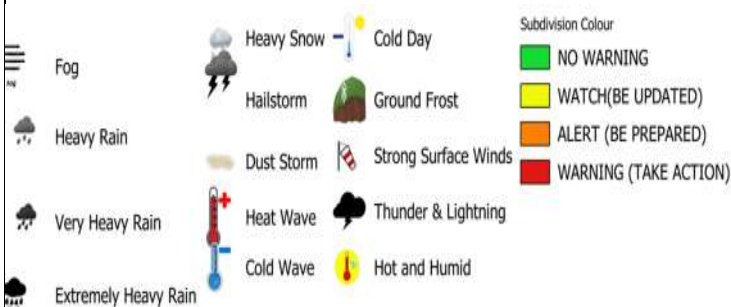 Fog
Heavy Rain
Very Heavy Rain
Extremely Heavy Rain
Heavy Snow
Hailstorm
Dust Storm
Heat Wave
Cold Wave
Cold Day
Ground Frost
Strong Surface Winds
Thunder & Lightning
Hot and Humid
Subdivision Colour
NO WARNING
WATCH(BE UPDATED)
ALERT (BE PREPARED)
WARNING (TAKE ACTION)